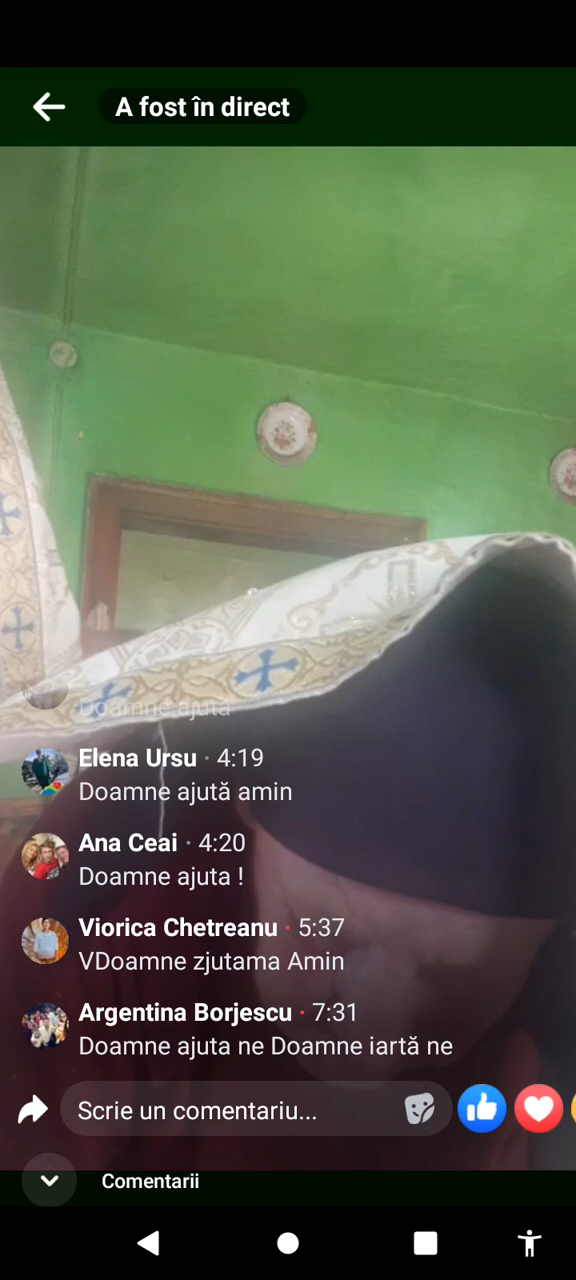 A fost în direct
Doamne ajuta
Elena Ursu · 4:19
Doamne ajută amin
Ana Ceai · 4:20
Doamne ajuta !
Viorica Chetreanu · 5:37
VDoamne zjutama Amin
Argentina Borjescu · 7:31
Doamne ajuta ne Doamne iartă ne
Scrie un comentariu...
Comentarii